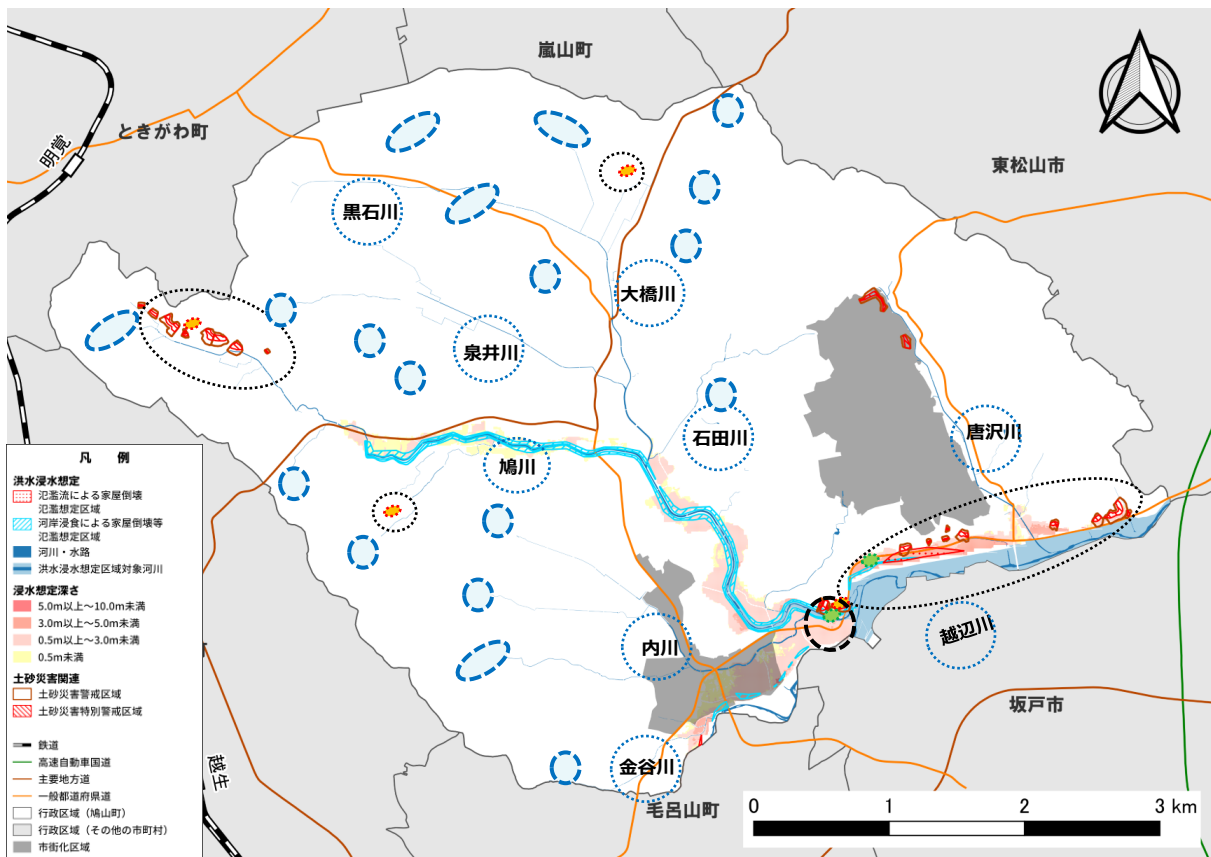 嵐山町
ときがわ町
明覚
東松山市
黒石川
大橋川
泉井川
石田川
唐沢川
鳩川
越辺川
内川
坂戸市
金谷川
毛呂山町
越生
凡 例
洪水浸水想定
氾濫流による家屋倒壊
氾濫想定区域
河岸浸食による家屋倒壊等
氾濫想定区域
河川・水路
洪水浸水想定区域対象河川
浸水想定深さ
5.0m以上～10.0m未満
3.0m以上～5.0m未満
0.5m以上～3.0m未満
0.5m未満
土砂災害関連
土砂災害警戒区域
土砂災害特別警戒区域
鉄道
高速自動車国道
主要地方道
一般都道府県道
行政区域（鳩山町）
行政区域（その他の市町村）
市街化区域
0 1 2 3 km